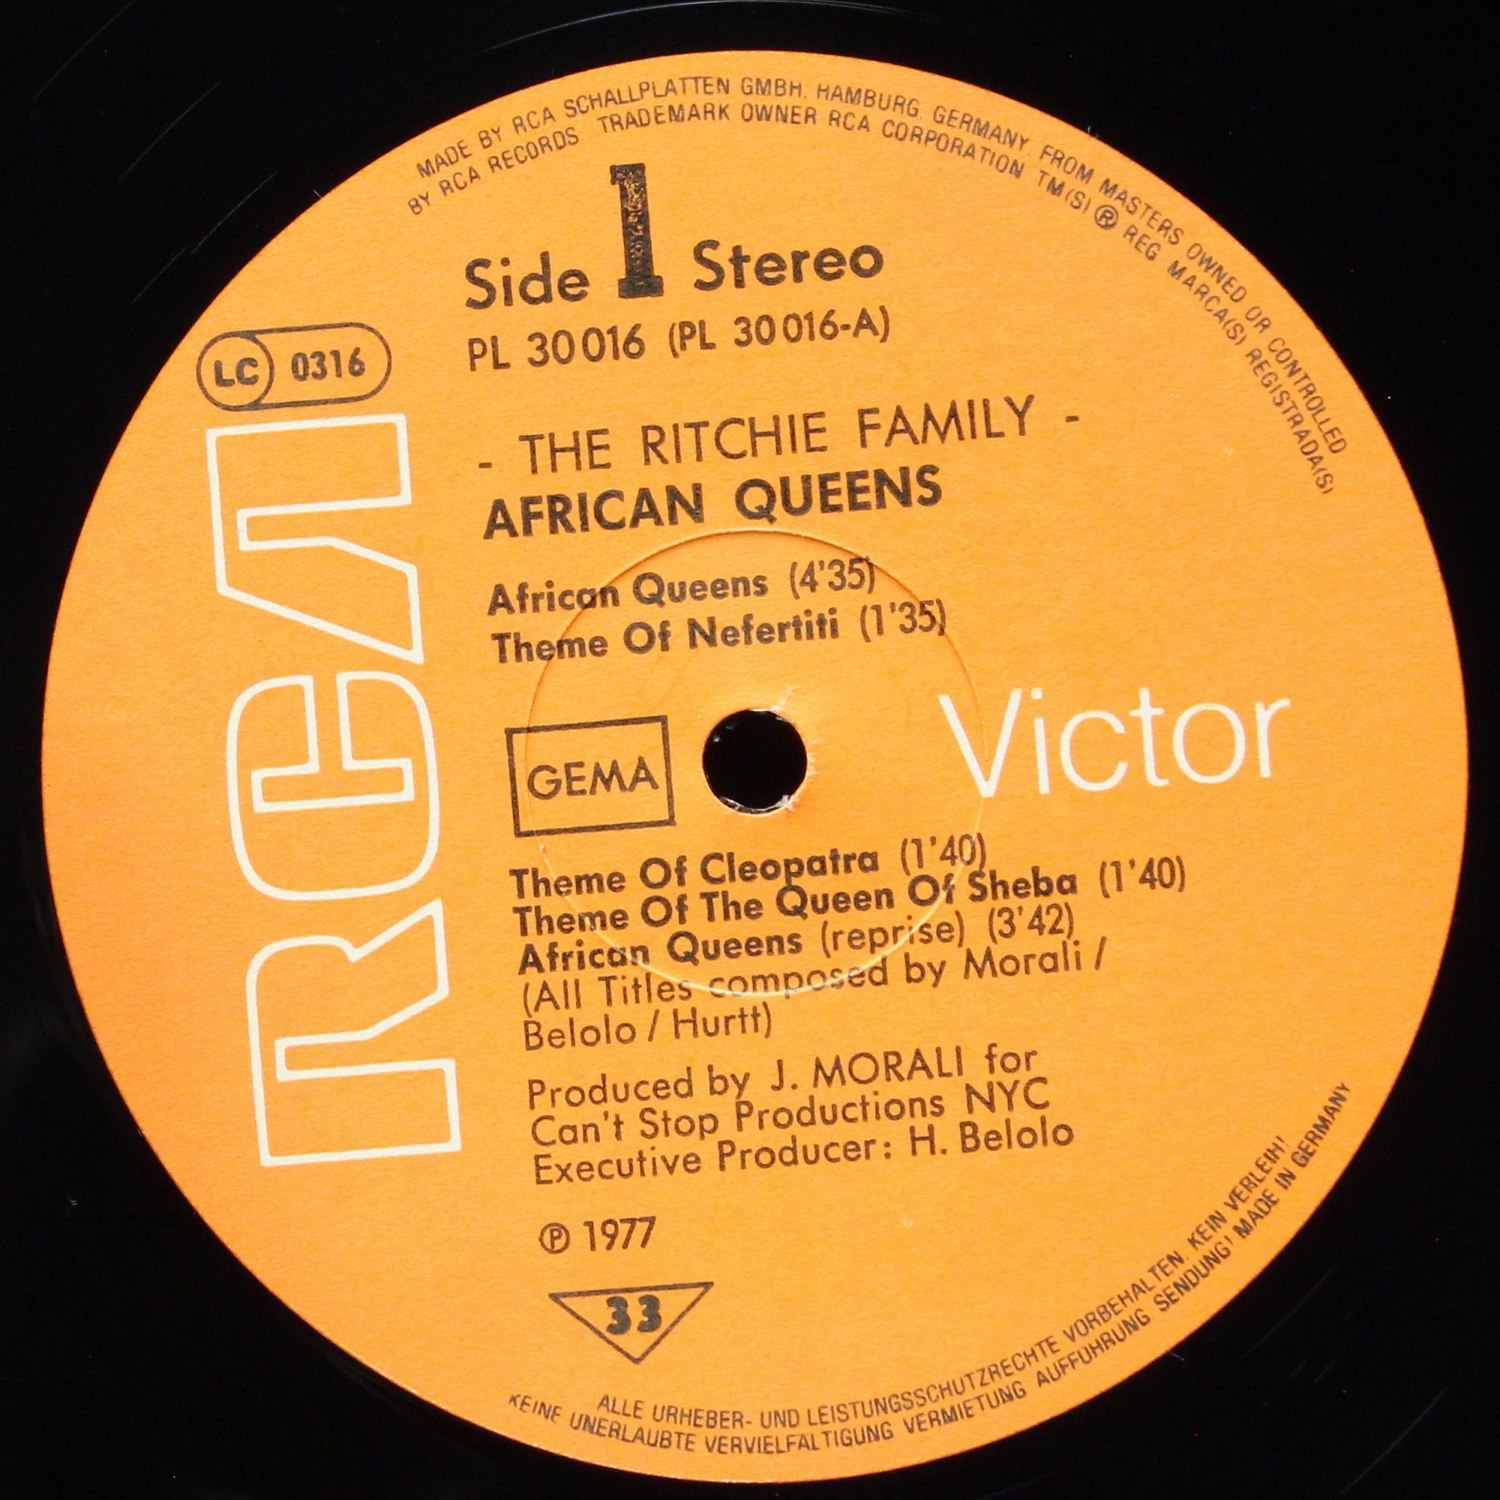 MADE BY RCA SCHALLPLATTEN GMBH. HAMBURG. GERMANY. FROM MASTERS OWNED OR CONTROLLED
BY RCA RECORDS TRADEMARK OWNER RCA CORPORATION TM(S) ® REG MARCA(S) REGISTRADA(S)
Side 1 Stereo
PL 30016 (PL 30016-A)
LC 0316
RCA
- THE RITCHIE FAMILY -
AFRICAN QUEENS
African Queens (4'35)
Theme Of Nefertiti (1'35)
Victor
GEMA
Theme Of Cleopatra (1'40)
Theme Of The Queen Of Sheba (1'40)
African Queens (reprise) (3'42)
(All Titles composed by Morali /
Belolo / Hurtt)
Produced by J. MORALI for
Can't Stop Productions NYC
Executive Producer: H. Belolo
℗ 1977
33
ALLE URHEBER- UND LEISTUNGSSCHUTZRECHTE VORBEHALTEN. KEIN VERLEIH!
KEINE UNERLAUBTE VERVIELFÄLTIGUNG VERMIETUNG AUFFÜHRUNG SENDUNG! MADE IN GERMANY